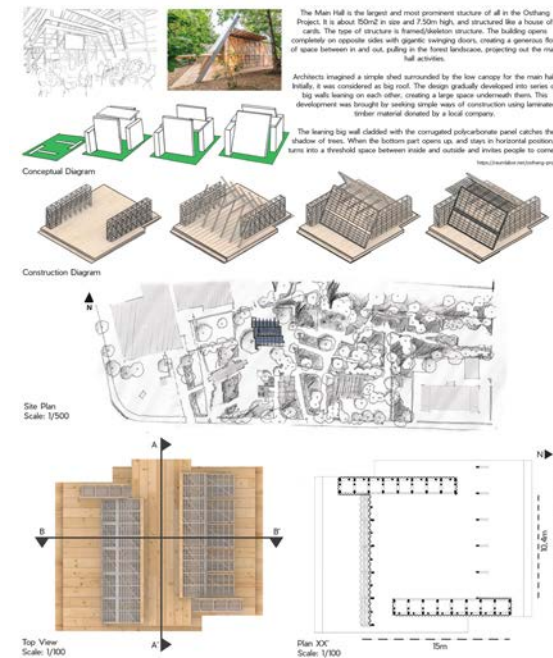 The Main Hall is the largest and most prominent stucture of all in the Osthang
Project. It is about 150m2 in size and 7.50m high, and structured like a house of
cards. The type of structure is framed/skeleton structure. The building opens
completely on opposite sides with gigantic swinging doors, creating a generous flow
of space between in and out, pulling in the forest landscape, projecting out the main
hall activities.
Architects imagined a simple shed surrounded by the low canopy for the main hall.
Initially, it was considered as big roof. The design gradually developed into series of
big walls leaning on each other, creating a large space underneath them. This
development was brought by seeking simple ways of construction using laminated
timber material donated by a local company.
The leaning big wall cladded with the corrugated polycarbonate panel catches the
shadow of trees. When the bottom part opens up, and stays in horizontal position,
turns into a threshold space between inside and outside and invites people to come
Conceptual Diagram
Construction Diagram
N
Site Plan
Scale: 1/500
A
B
B'
A'
Top View
Scale: 1/100
N
10,4m
15m
Plan XX'
Scale: 1/100